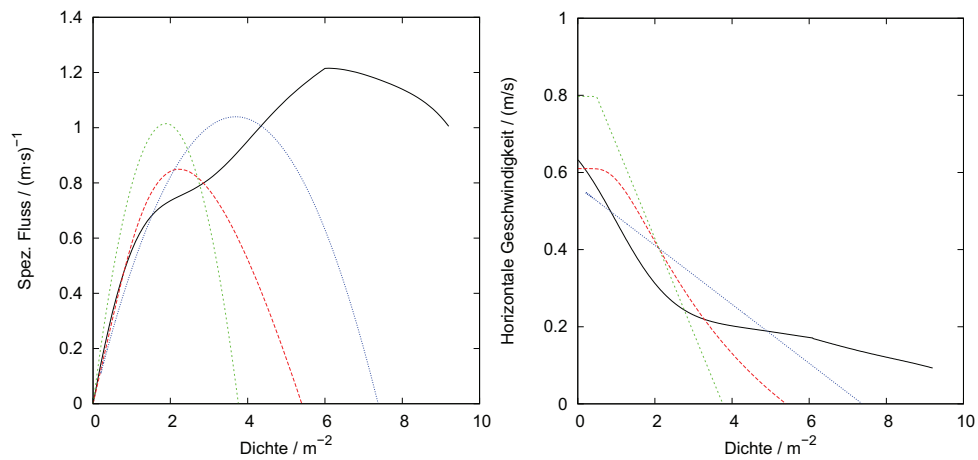 1.4
1.2
1
0.8
0.6
0.4
0.2
0
0 2 4 6 8 10
Spez. Fluss / (m·s)⁻¹
Dichte / m⁻²
1
0.8
0.6
0.4
0.2
0
0 2 4 6 8 10
Horizontale Geschwindigkeit / (m/s)
Dichte / m⁻²